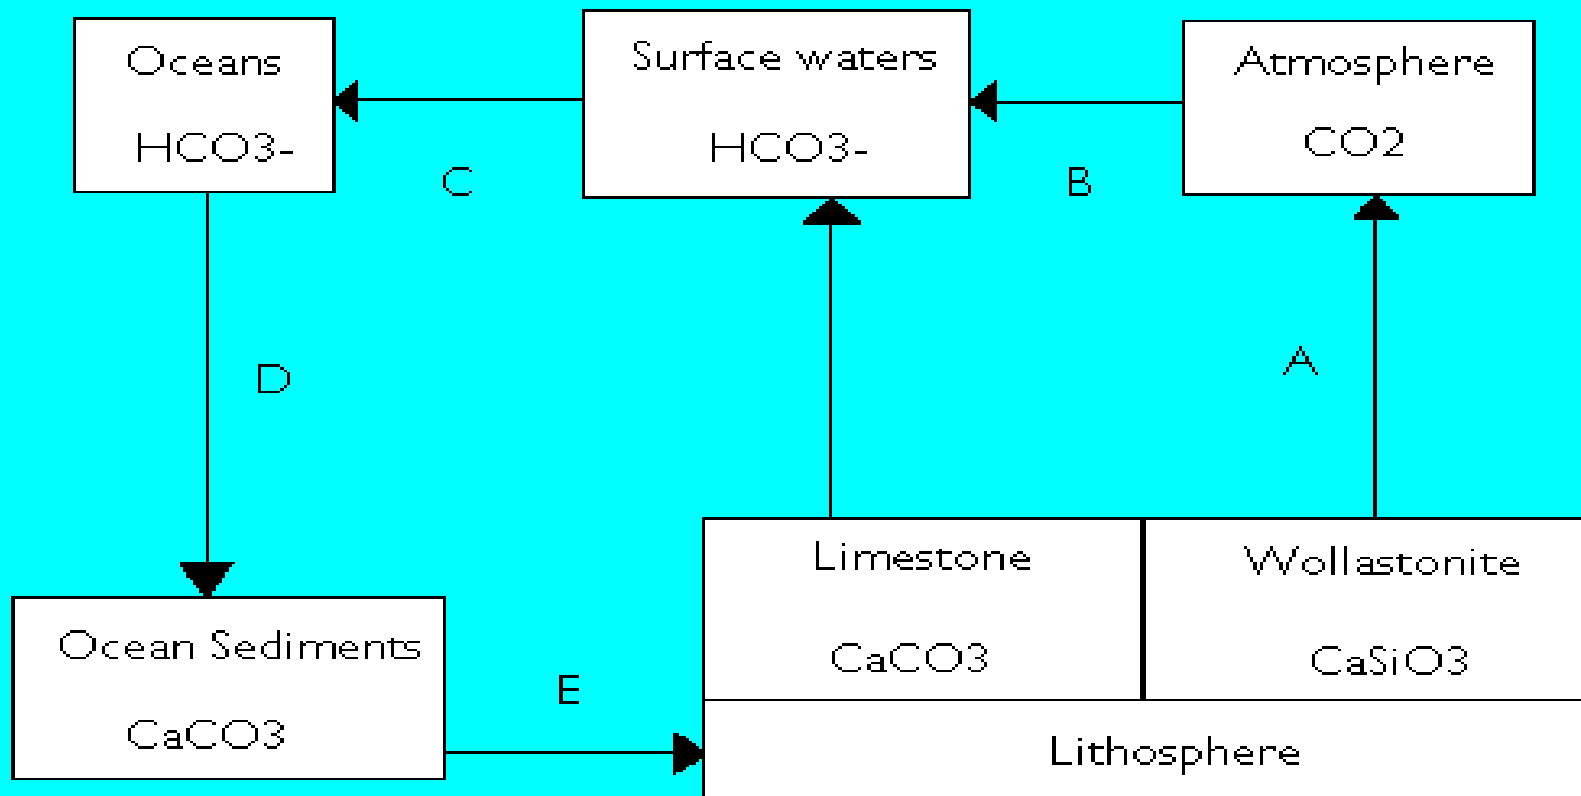 Oceans
HCO3-
C
Surface waters
HCO3-
B
Atmosphere
CO2
D
A
Ocean Sediments
CaCO3
E
Limestone
CaCO3
Wollastonite
CaSiO3
Lithosphere